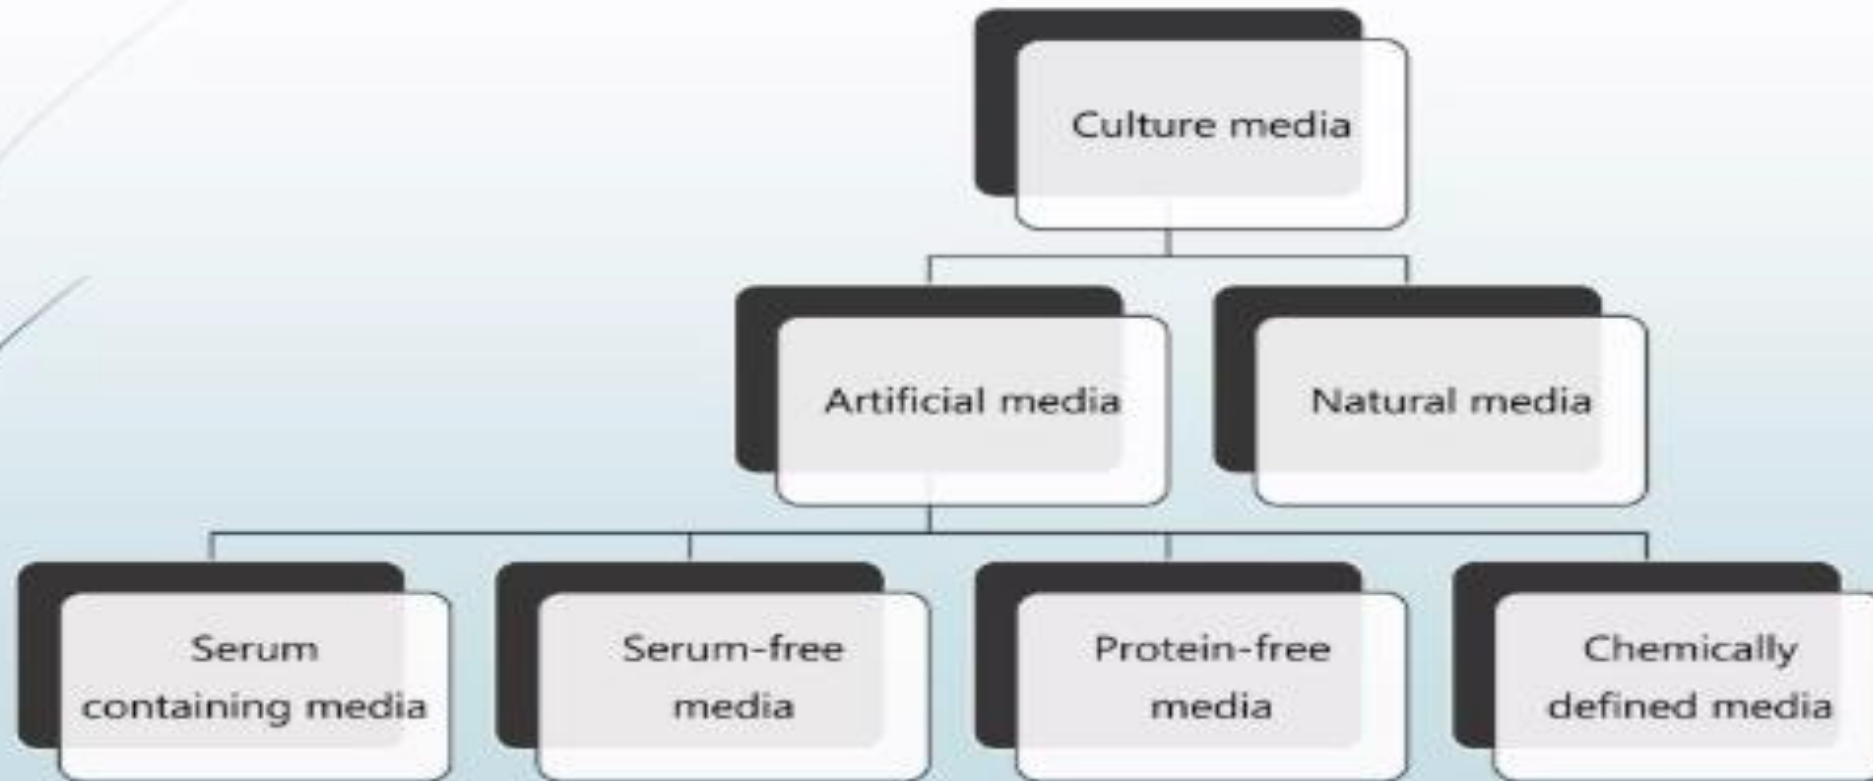 Culture media
Artificial media
Natural media
Serum
containing media
Serum-free
media
Protein-free
media
Chemically
defined media